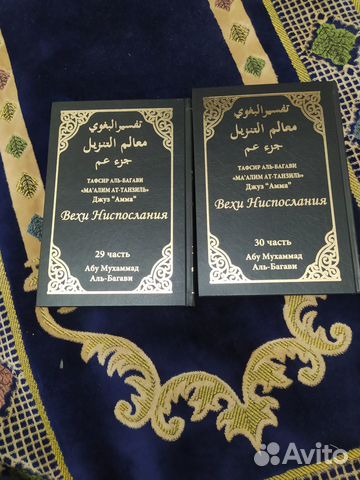 تفسير البغوي
معالم التنزيل
جزء عم
ТАФСИР АЛЬ-БАГАВИ
«МА'АЛИМ АТ-ТАНЗИЛЬ»
Джуз "Амма"
Вехи Ниспослания
29 часть
Абу Мухаммад
Аль-Багави
تفسير البغوي
معالم التنزيل
جزء عم
ТАФСИР АЛЬ-БАГАВИ
«МА'АЛИМ АТ-ТАНЗИЛЬ»
Джуз "Амма"
Вехи Ниспослания
30 часть
Абу Мухаммад
Аль-Багави
Avito